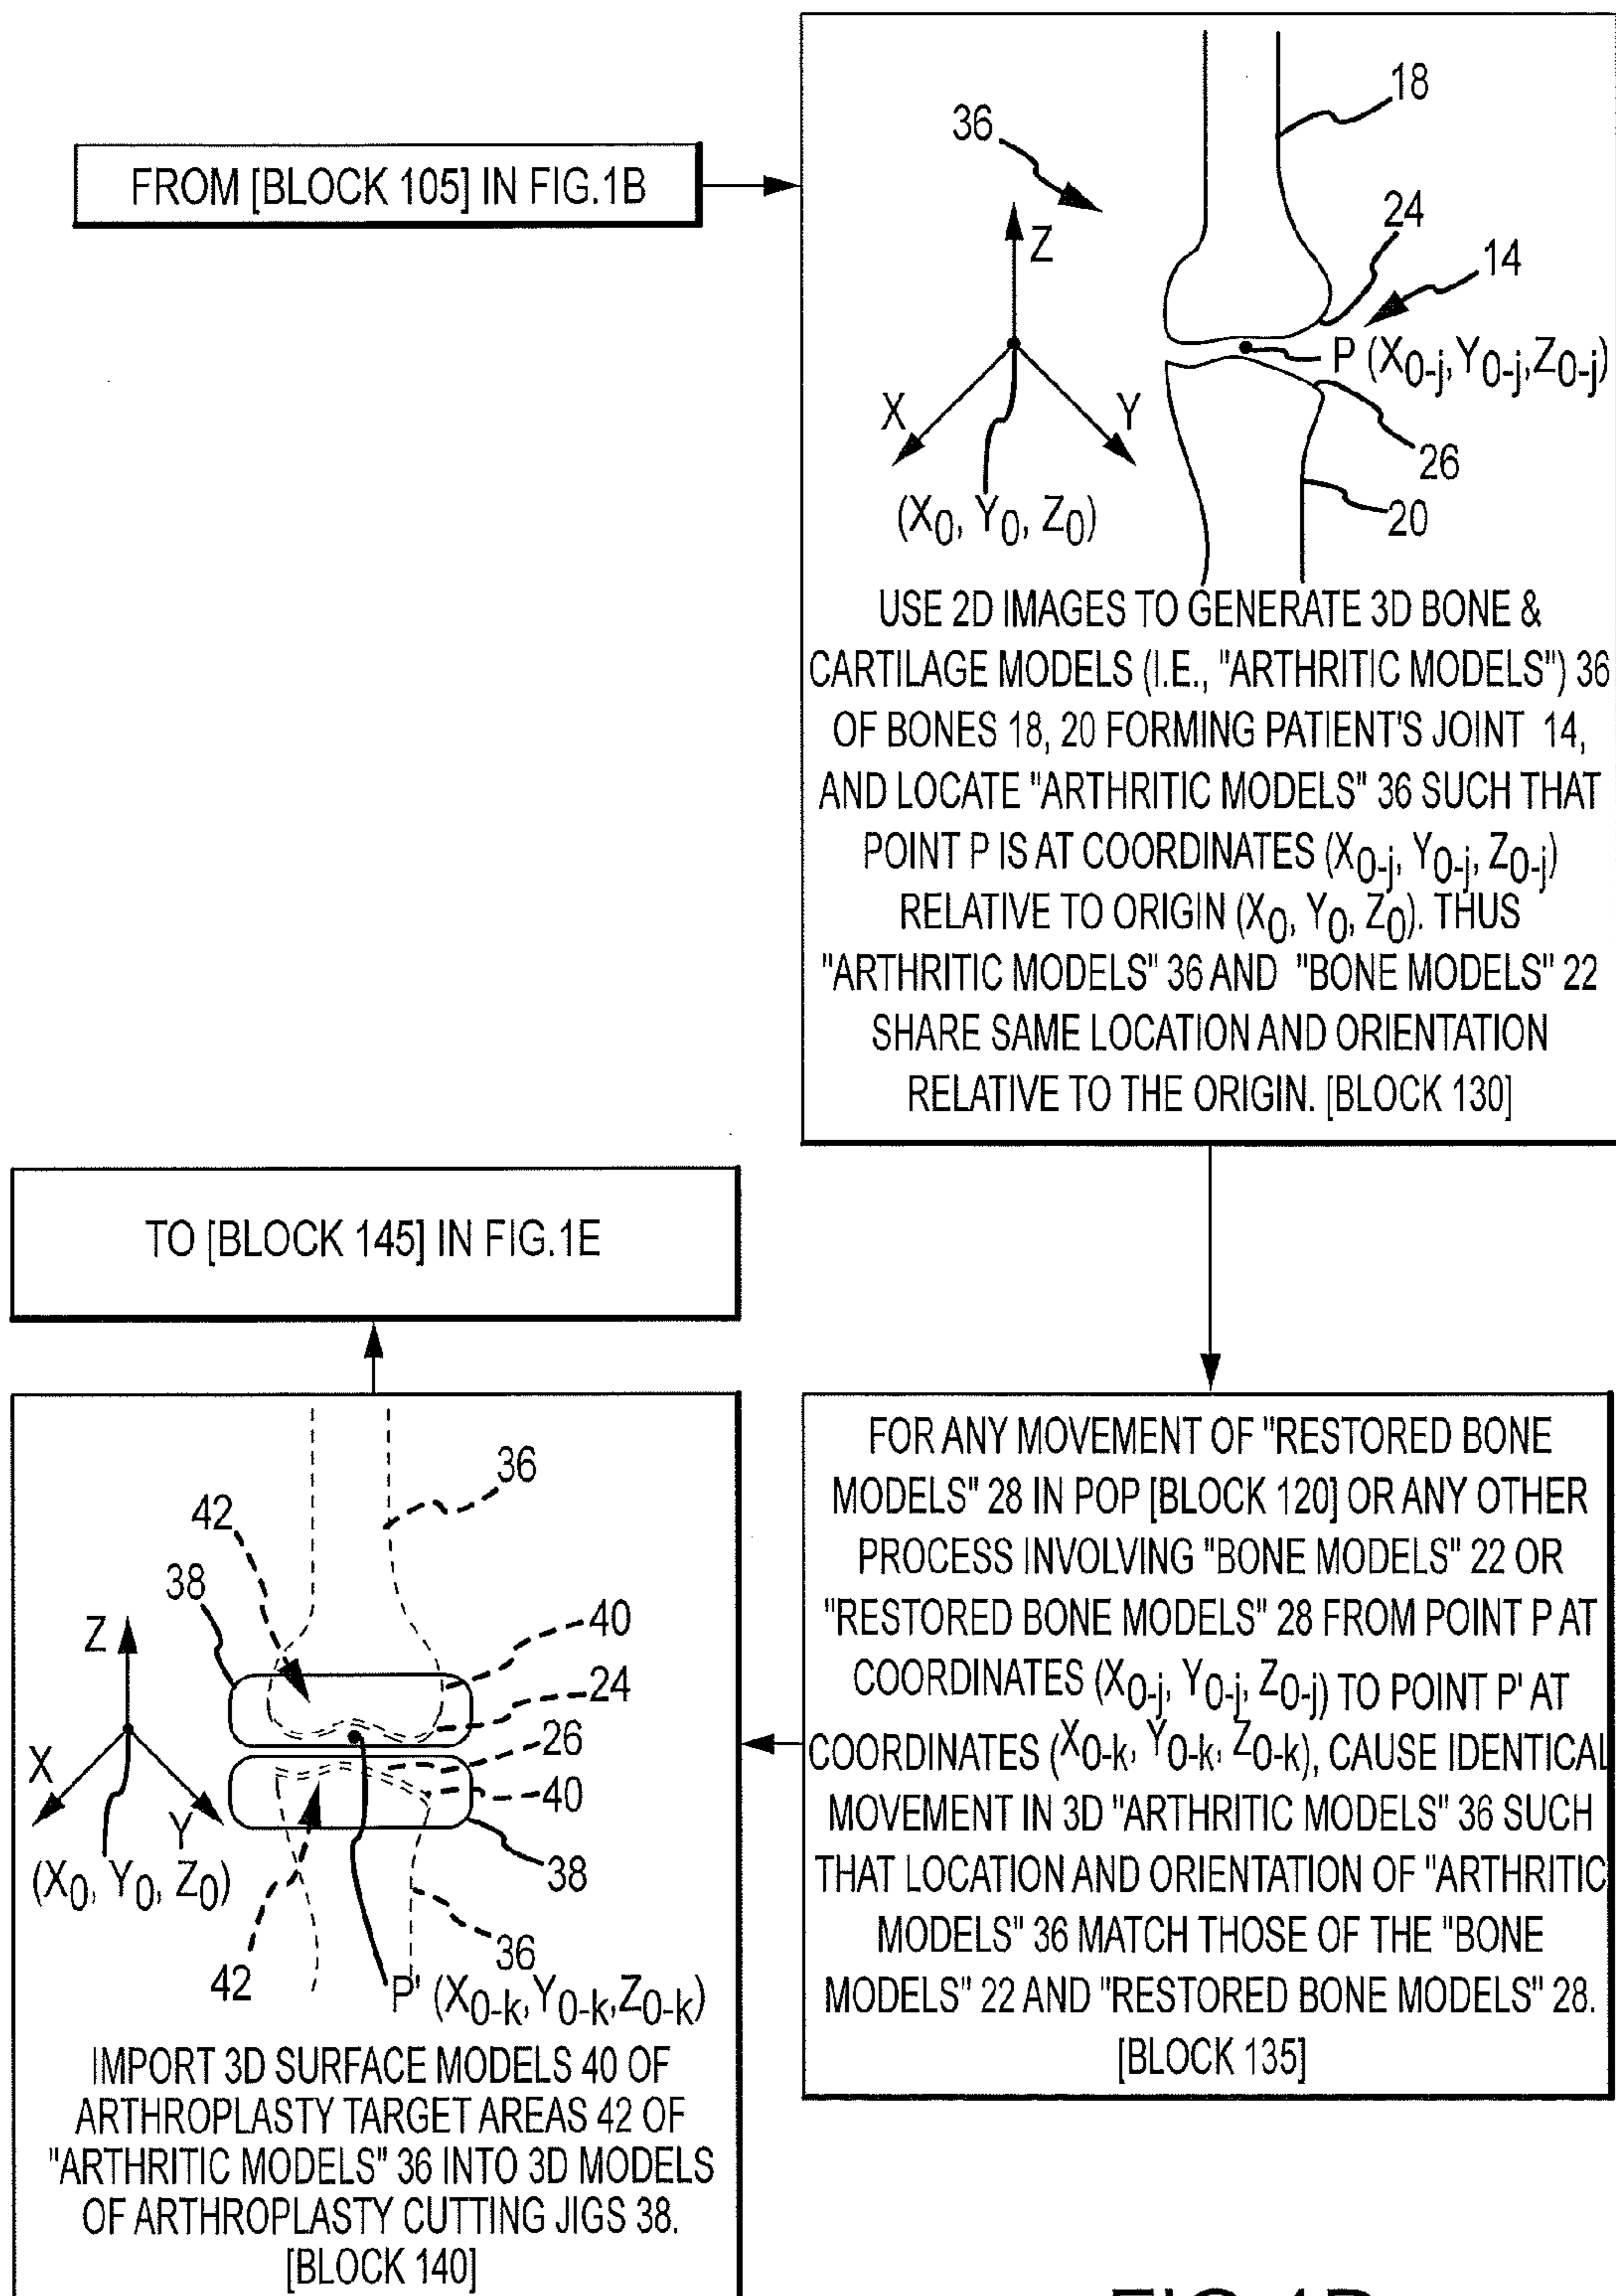 FROM [BLOCK 105] IN FIG.1B
18
36
24
14
Z
P (X0-j,Y0-j,Z0-j)
X
Y
26
(X0, Y0, Z0)
20
USE 2D IMAGES TO GENERATE 3D BONE &
CARTILAGE MODELS (I.E., "ARTHRITIC MODELS") 36
OF BONES 18, 20 FORMING PATIENT'S JOINT 14,
AND LOCATE "ARTHRITIC MODELS" 36 SUCH THAT
POINT P IS AT COORDINATES (X0-j, Y0-j, Z0-j)
RELATIVE TO ORIGIN (X0, Y0, Z0). THUS
"ARTHRITIC MODELS" 36 AND "BONE MODELS" 22
SHARE SAME LOCATION AND ORIENTATION
RELATIVE TO THE ORIGIN. [BLOCK 130]
FOR ANY MOVEMENT OF "RESTORED BONE
MODELS" 28 IN POP [BLOCK 120] OR ANY OTHER
PROCESS INVOLVING "BONE MODELS" 22 OR
"RESTORED BONE MODELS" 28 FROM POINT P AT
COORDINATES (X0-j, Y0-j, Z0-j) TO POINT P' AT
COORDINATES (X0-k, Y0-k, Z0-k), CAUSE IDENTICAL
MOVEMENT IN 3D "ARTHRITIC MODELS" 36 SUCH
THAT LOCATION AND ORIENTATION OF "ARTHRITIC
MODELS" 36 MATCH THOSE OF THE "BONE
MODELS" 22 AND "RESTORED BONE MODELS" 28.
[BLOCK 135]
36
42
38
40
Z
24
26
X
40
Y
38
(X0, Y0, Z0)
36
42
P' (X0-k,Y0-k,Z0-k)
IMPORT 3D SURFACE MODELS 40 OF
ARTHROPLASTY TARGET AREAS 42 OF
"ARTHRITIC MODELS" 36 INTO 3D MODELS
OF ARTHROPLASTY CUTTING JIGS 38.
[BLOCK 140]
TO [BLOCK 145] IN FIG.1E